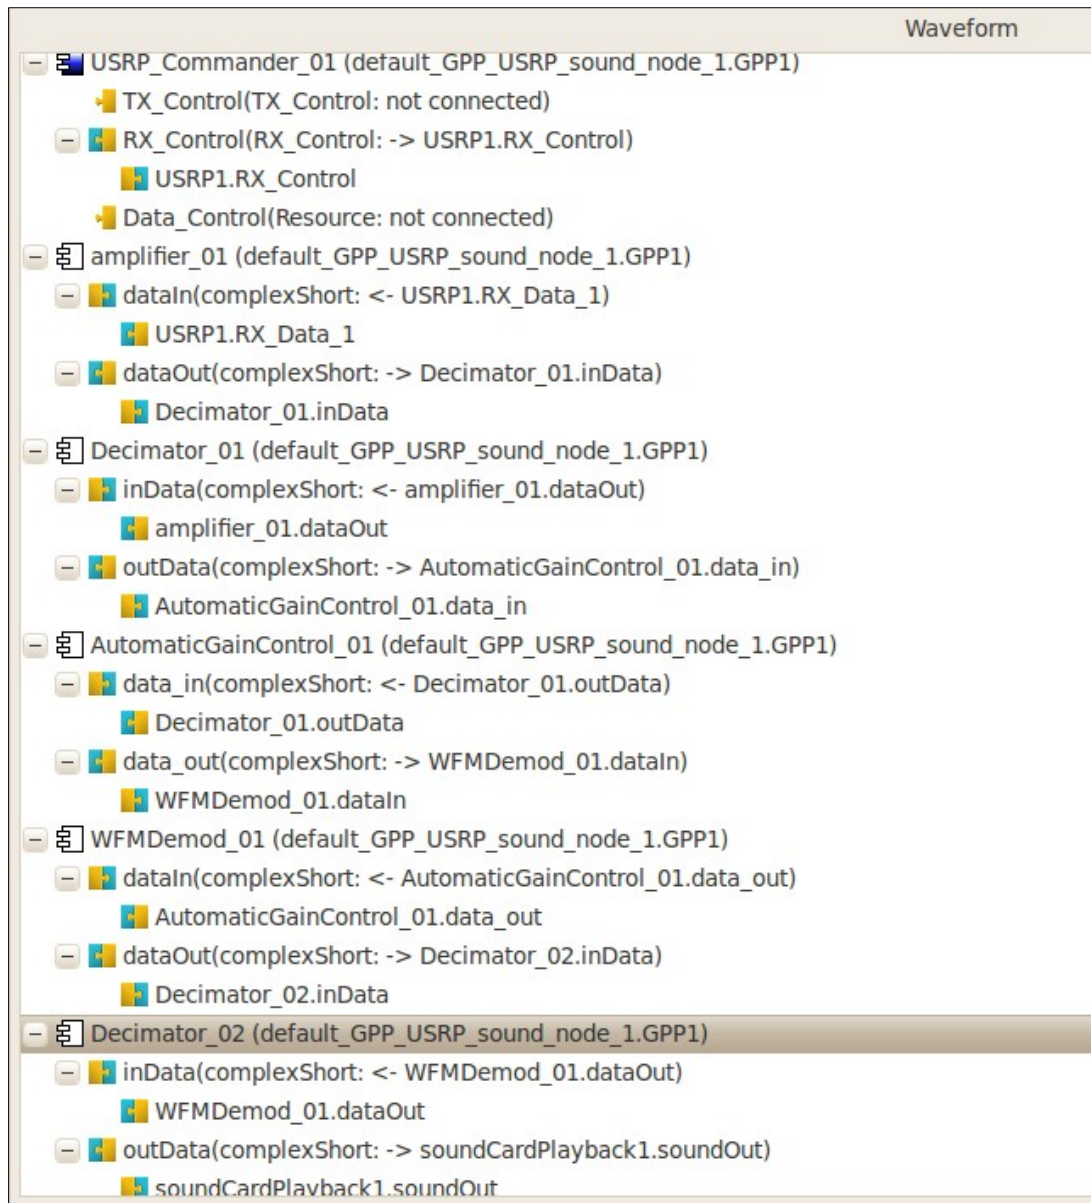 Waveform
USRP_Commander_01 (default_GPP_USRP_sound_node_1.GPP1)
TX_Control(TX_Control: not connected)
RX_Control(RX_Control: -> USRP1.RX_Control)
USRP1.RX_Control
Data_Control(Resource: not connected)
amplifier_01 (default_GPP_USRP_sound_node_1.GPP1)
dataIn(complexShort: <- USRP1.RX_Data_1)
USRP1.RX_Data_1
dataOut(complexShort: -> Decimator_01.inData)
Decimator_01.inData
Decimator_01 (default_GPP_USRP_sound_node_1.GPP1)
inData(complexShort: <- amplifier_01.dataOut)
amplifier_01.dataOut
outData(complexShort: -> AutomaticGainControl_01.data_in)
AutomaticGainControl_01.data_in
AutomaticGainControl_01 (default_GPP_USRP_sound_node_1.GPP1)
data_in(complexShort: <- Decimator_01.outData)
Decimator_01.outData
data_out(complexShort: -> WFMDemod_01.dataIn)
WFMDemod_01.dataIn
WFMDemod_01 (default_GPP_USRP_sound_node_1.GPP1)
dataIn(complexShort: <- AutomaticGainControl_01.data_out)
AutomaticGainControl_01.data_out
dataOut(complexShort: -> Decimator_02.inData)
Decimator_02.inData
Decimator_02 (default_GPP_USRP_sound_node_1.GPP1)
inData(complexShort: <- WFMDemod_01.dataOut)
WFMDemod_01.dataOut
outData(complexShort: -> soundCardPlayback1.soundOut)
soundCardPlayback1.soundOut